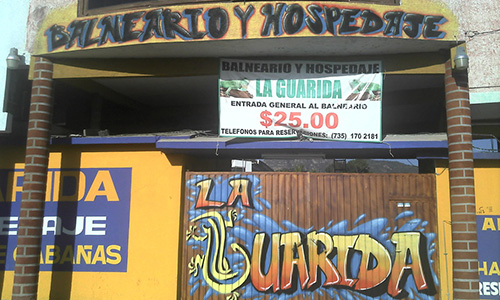 BALNEARIO Y HOSPEDAJE
BALNEARIO Y HOSPEDAJE
LA GUARIDA
ENTRADA GENERAL AL BALNEARIO
$25.00
TELEFONOS PARA RESERVACIONES: (735) 170 2181
ARIDA
EDAJE
CABAÑAS
LA
GUARIDA